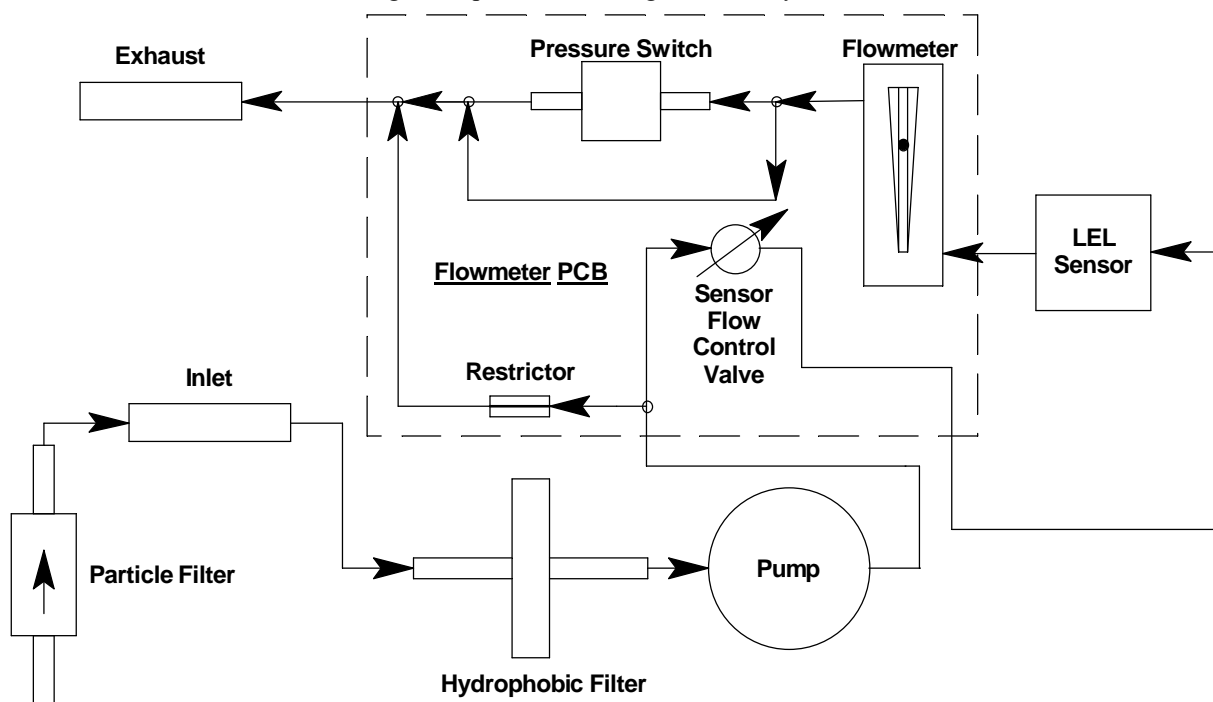 Pressure Switch
Flowmeter
Exhaust
LEL
Sensor
Flowmeter PCB
Sensor
Flow
Control
Valve
Restrictor
Inlet
Particle Filter
Pump
Hydrophobic Filter